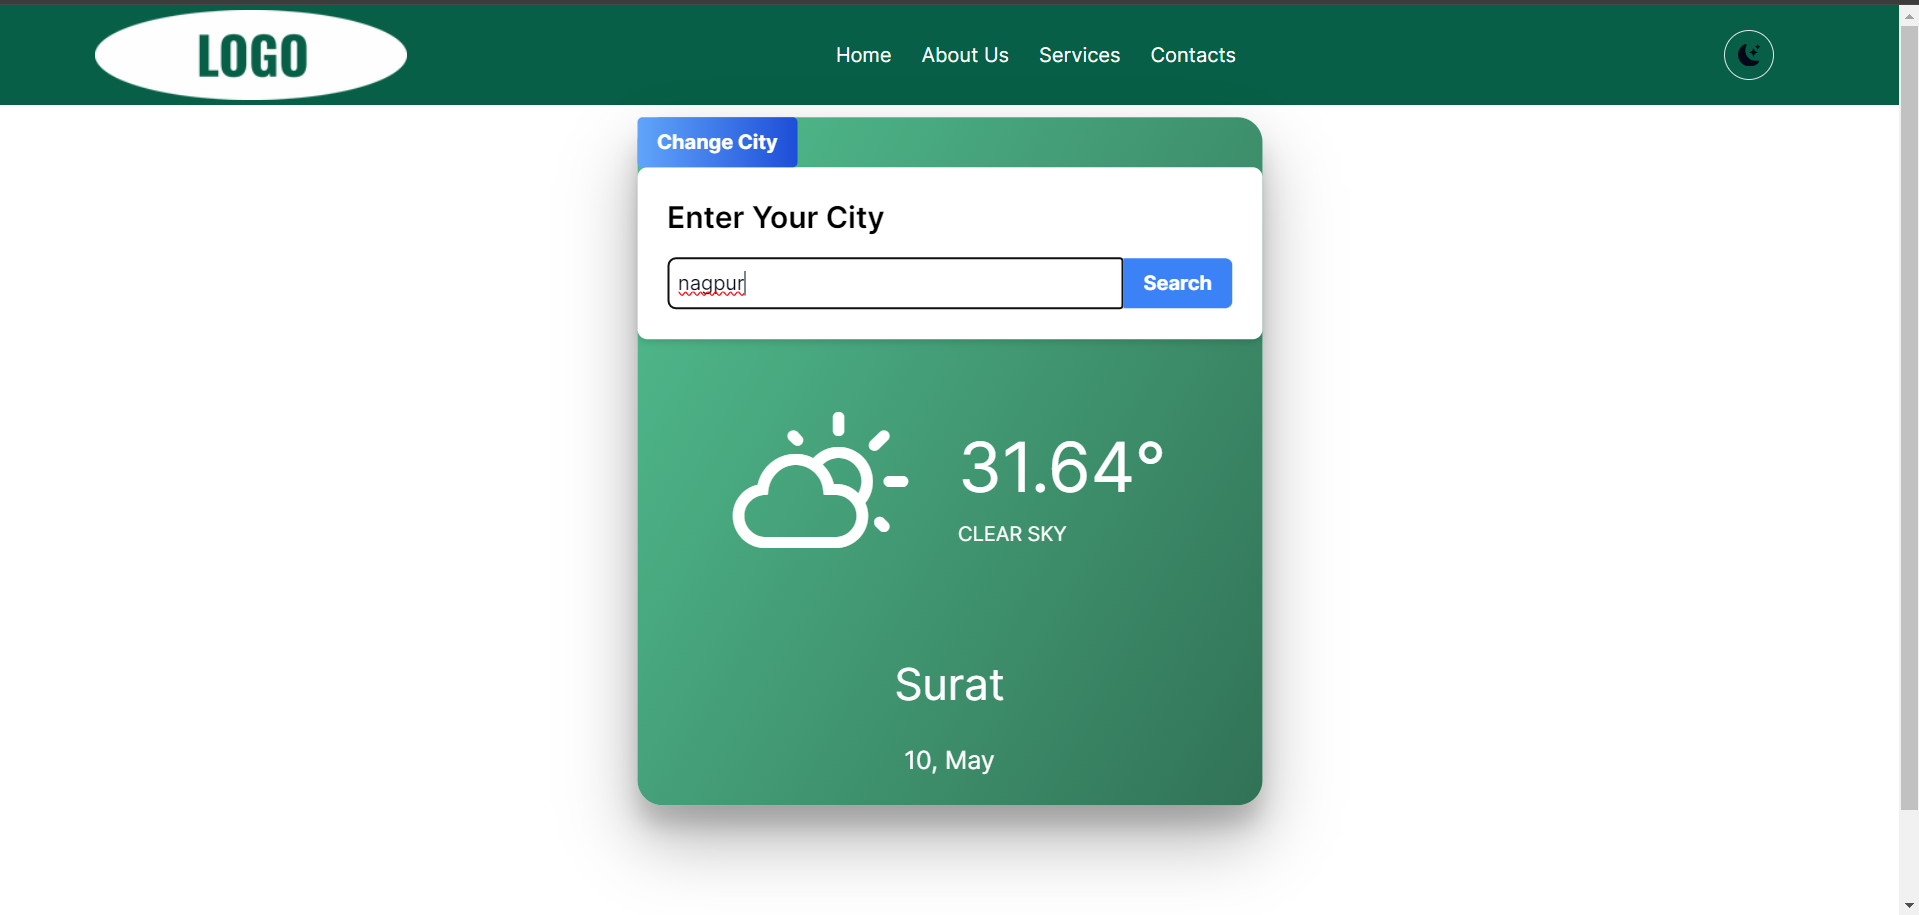 LOGO
Home About Us Services Contacts
Change City
Enter Your City
nagpur
Search
31.64°
CLEAR SKY
Surat
10, May